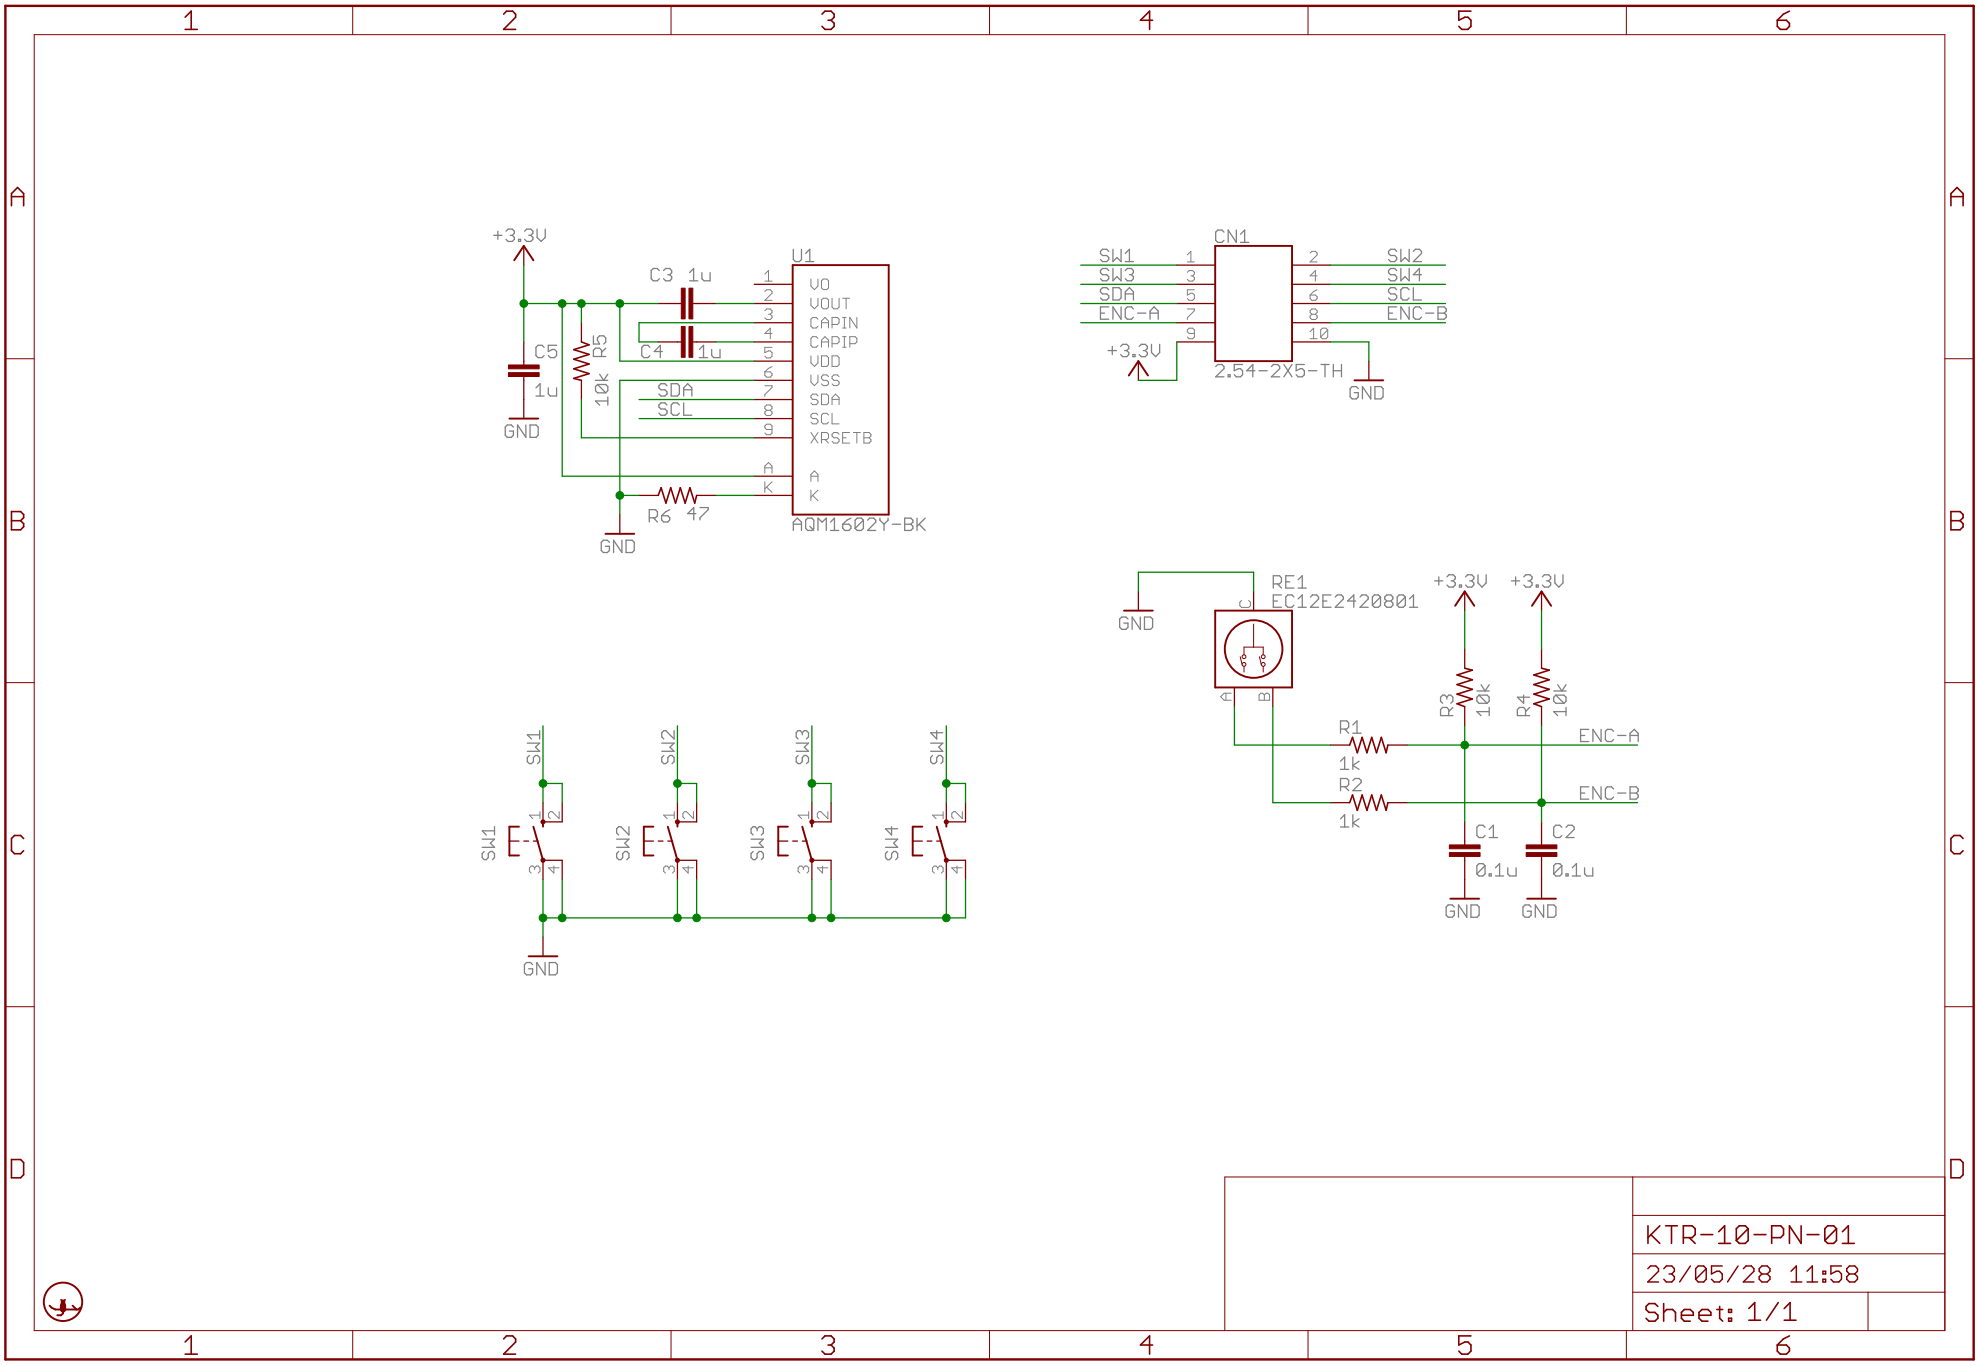 1 2 3 4 5 6
A A
+3.3V
C3 1u
U1
1 VO
2 VOUT
3 CAPIN
4 CAPIP
5 VDD
6 VSS
7 SDA
8 SCL
9 XRSETB
A A
K K
C4 1u
C5
1u
GND
R5
10k
SDA
SCL
R6 47
GND
AQM1602Y-BK
CN1
SW1 1 2 SW2
SW3 3 4 SW4
SDA 5 6 SCL
ENC-A 7 8 ENC-B
9 10
+3.3V
2.54-2X5-TH
GND
B B
RE1
EC12E2420801
C
GND
A B
+3.3V +3.3V
R3 10k
R4 10k
R1
1k
R2
1k
ENC-A
ENC-B
C1
0.1u
C2
0.1u
GND GND
SW1 SW2 SW3 SW4
1 2 1 2 1 2 1 2
SW1 SW2 SW3 SW4
3 4 3 4 3 4 3 4
GND
C C
D D
KTR-10-PN-01
23/05/28 11:58
Sheet: 1/1
1 2 3 4 5 6